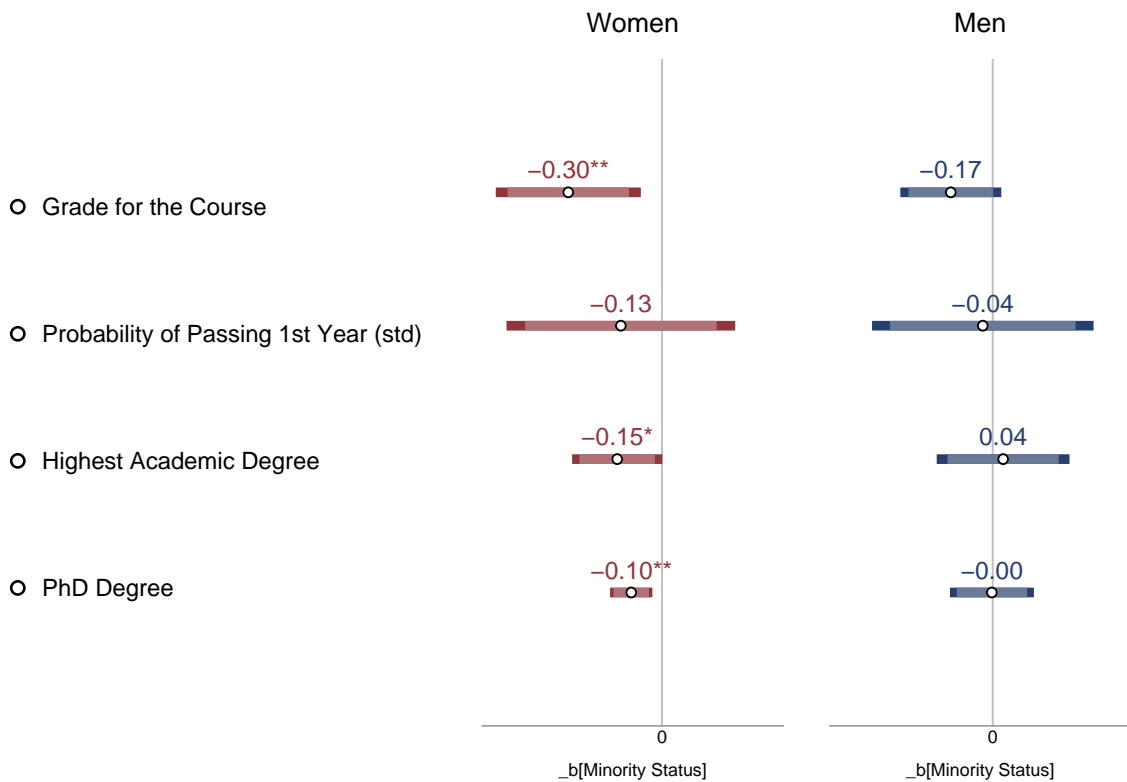 Women Men
−0.30** −0.17
Grade for the Course
−0.13 −0.04
Probability of Passing 1st Year (std)
−0.15* 0.04
Highest Academic Degree
−0.10** −0.00
PhD Degree
0 0
_b[Minority Status] _b[Minority Status]